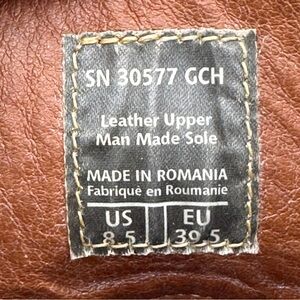 SN 30577 GCH
Leather Upper
Man Made Sole
MADE IN ROMANIA
Fabriqué en Roumanie
US EU
8.5 39.5